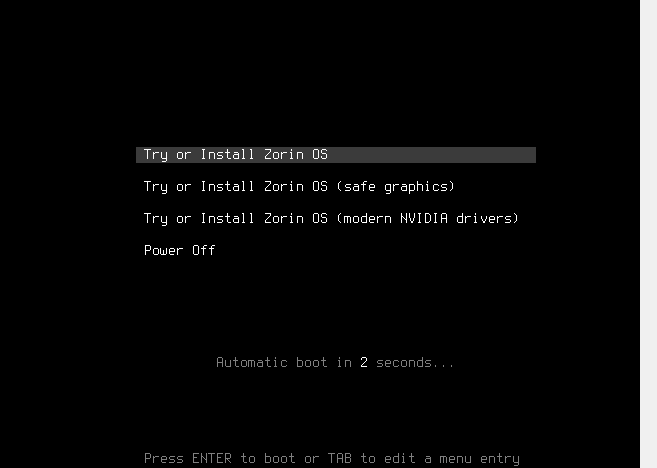 Try or Install Zorin OS
Try or Install Zorin OS (safe graphics)
Try or Install Zorin OS (modern NVIDIA drivers)
Power Off
Automatic boot in 2 seconds...
Press ENTER to boot or TAB to edit a menu entry